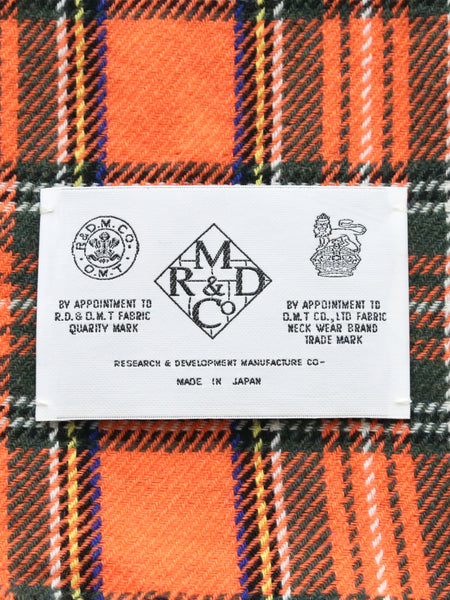 R.&D.M.CO.
O.M.T
M
R & D
Co
BY APPOINTMENT TO
R.D. & O.M.T FABRIC
QUARITY MARK
BY APPOINTMENT TO
O.M.T CO., LTD FABRIC
NECK WEAR BRAND
TRADE MARK
RESEARCH & DEVELOPMENT MANUFACTURE CO-
MADE IN JAPAN